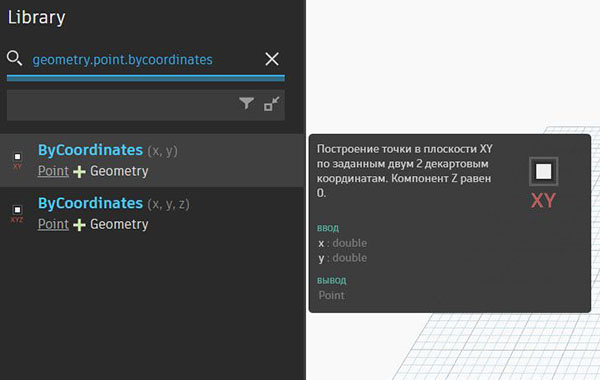 Library
geometry.point.bycoordinates
ByCoordinates (x, y)
XY
Point + Geometry
ByCoordinates (x, y, z)
XYZ
Point + Geometry
Построение точки в плоскости XY
по заданным двум 2 декартовым
координатам. Компонент Z равен
0.
XY
ввод
x : double
y : double
вывод
Point